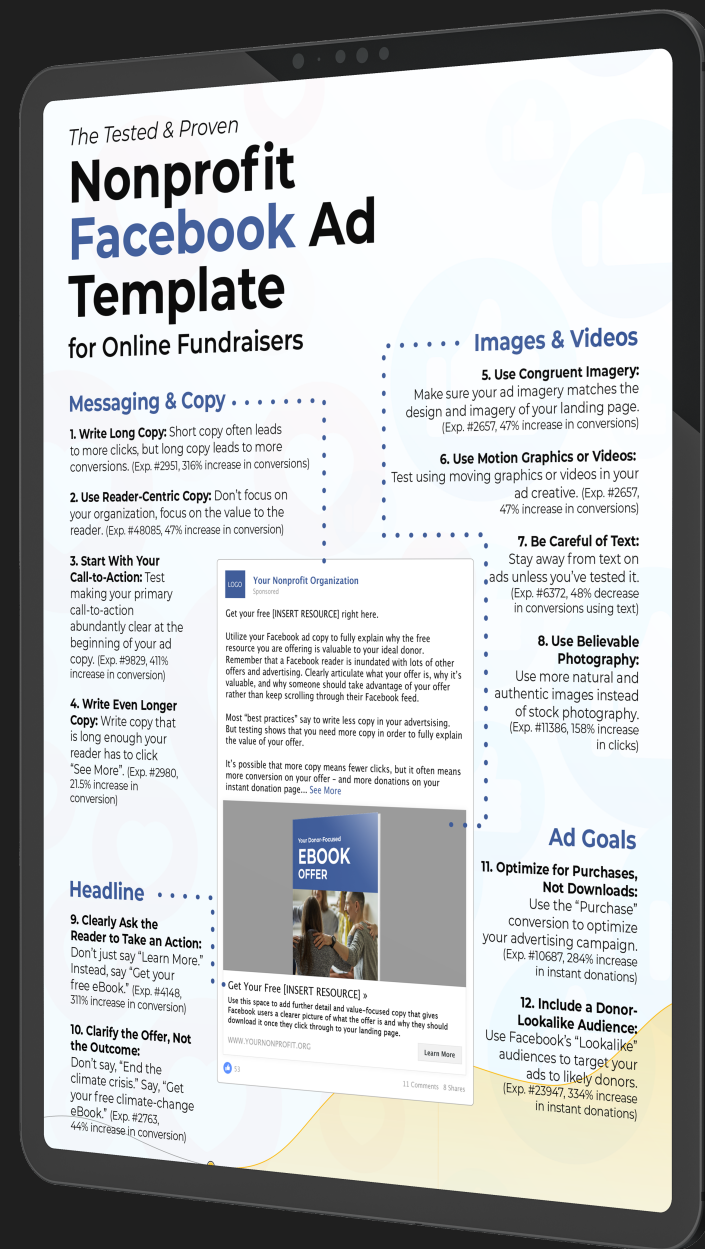 The Tested & Proven
Nonprofit
Facebook Ad
Template
for Online Fundraisers
Messaging & Copy
1. Write Long Copy: Short copy often leads
to more clicks, but long copy leads to more
conversions. (Exp. #2951, 316% increase in conversions)
2. Use Reader-Centric Copy: Don't focus on
your organization, focus on the value to the
reader. (Exp. #48085, 47% increase in conversion)
3. Start With Your
Call-to-Action: Test
making your primary
call-to-action
abundantly clear at the
beginning of your ad
copy. (Exp. #9829, 411%
increase in conversion)
4. Write Even Longer
Copy: Write copy that
is long enough your
reader has to click
"See More". (Exp. #2980,
21.5% increase in
conversion)
Images & Videos
5. Use Congruent Imagery:
Make sure your ad imagery matches the
design and imagery of your landing page.
(Exp. #2657, 47% increase in conversions)
6. Use Motion Graphics or Videos:
Test using moving graphics or videos in your
ad creative. (Exp. #2657,
47% increase in conversions)
7. Be Careful of Text:
Stay away from text on
ads unless you've tested it.
(Exp. #6372, 48% decrease
in conversions using text)
8. Use Believable
Photography:
Use more natural and
authentic images instead
of stock photography.
(Exp. #11386, 158% increase
in clicks)
LOGO
Your Nonprofit Organization
Sponsored
Get your free [INSERT RESOURCE] right here.
Utilize your Facebook ad copy to fully explain why the free
resource you are offering is valuable to your ideal donor.
Remember that a Facebook reader is inundated with lots of other
offers and advertising. Clearly articulate what your offer is, why it's
valuable, and why someone should take advantage of your offer
rather than keep scrolling through their Facebook feed.
Most "best practices" say to write less copy in your advertsising.
But testing shows that you need more copy in order to fully explain
the value of your offer.
It's possible that more copy means fewer clicks, but it often means
more conversion on your offer – and more donations on your
instant donation page... See More
Your Donor-Focused
EBOOK
OFFER
Get Your Free [INSERT RESOURCE] »
Use this space to add further detail and value-focused copy that gives
Facebook users a clearer picture of what the offer is and why they should
download it once they click through to your landing page.
WWW.YOURNONPROFIT.ORG
Learn More
53
11 Comments 8 Shares
Headline
9. Clearly Ask the
Reader to Take an Action:
Don't just say "Learn More."
Instead, say "Get your
free eBook." (Exp. #4148,
311% increase in conversion)
10. Clarify the Offer, Not
the Outcome:
Don't say, "End the
climate crisis." Say, "Get
your free climate-change
eBook." (Exp. #2763,
44% increase in conversion)
Ad Goals
11. Optimize for Purchases,
Not Downloads:
Use the "Purchase"
conversion to optimize
your advertising campaign.
(Exp. #10687, 284% increase
in instant donations)
12. Include a Donor-
Lookalike Audience:
Use Facebook's "Lookalike"
audiences to target your
ads to likely donors.
(Exp. #23947, 334% increase
in instant donations)